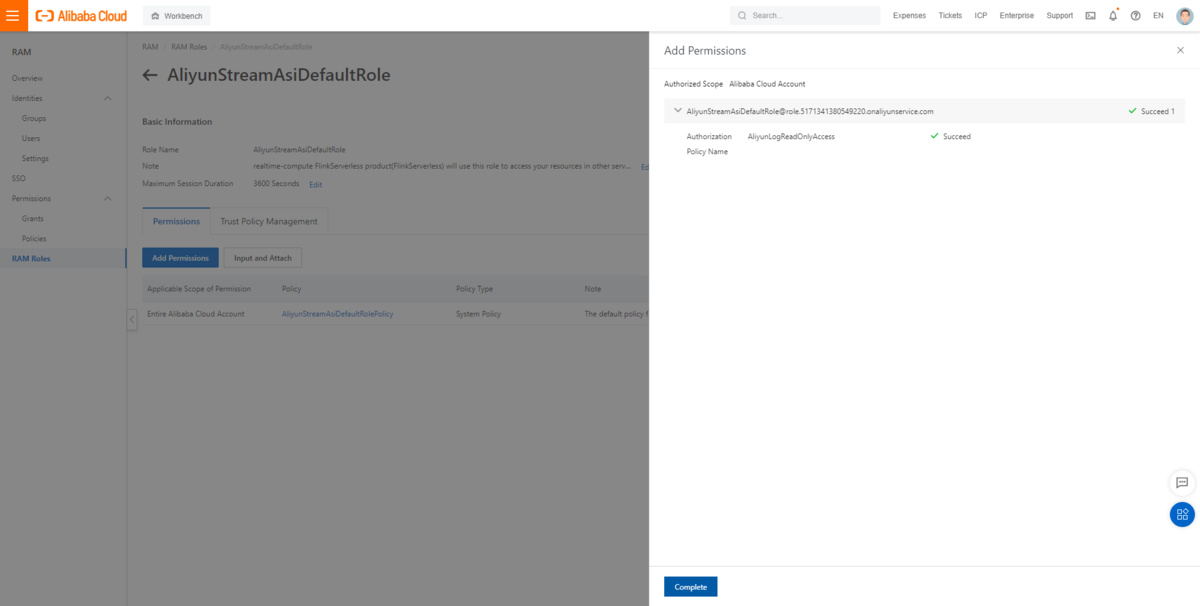 Alibaba Cloud
Workbench
Search...
Expenses
Tickets
ICP
Enterprise
Support
EN
RAM
Overview
Identities
Groups
Users
Settings
SSO
Permissions
Grants
Policies
RAM Roles
RAM / RAM Roles / AliyunStreamAsiDefaultRole
AliyunStreamAsiDefaultRole
Basic Information
Role Name AliyunStreamAsiDefaultRole
Note realtime-compute FlinkServerless product(FlinkServerless) will use this role to access your resources in other serv... Ed
Maximum Session Duration 3600 Seconds Edit
Permissions Trust Policy Management
Add Permissions Input and Attach
Applicable Scope of Permission Policy Policy Type Note
Entire Alibaba Cloud Account AliyunStreamAsiDefaultRolePolicy System Policy The default policy f
Add Permissions
Authorized Scope Alibaba Cloud Account
AliyunStreamAsiDefaultRole@role.5171341380549220.onaliyunservice.com Succeed 1
Authorization AliyunLogReadOnlyAccess Succeed
Policy Name
Complete